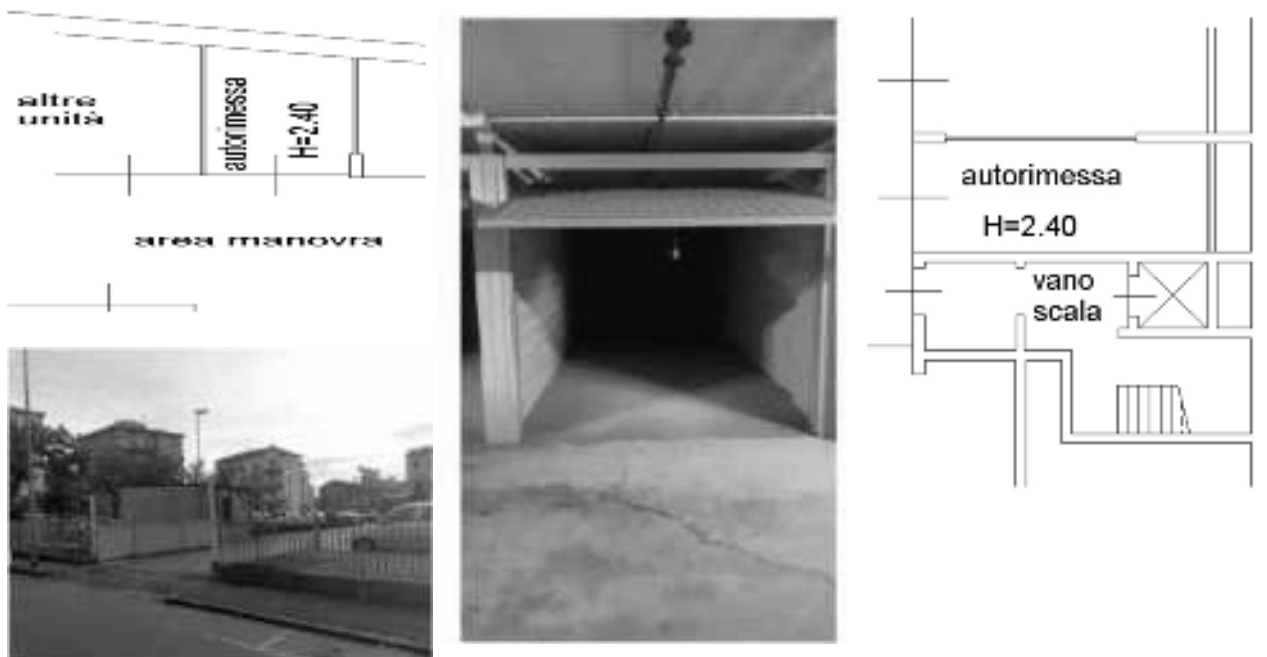 altre
unità
autorimessa
H=2.40
area manovra
autorimessa
H=2.40
vano
scala